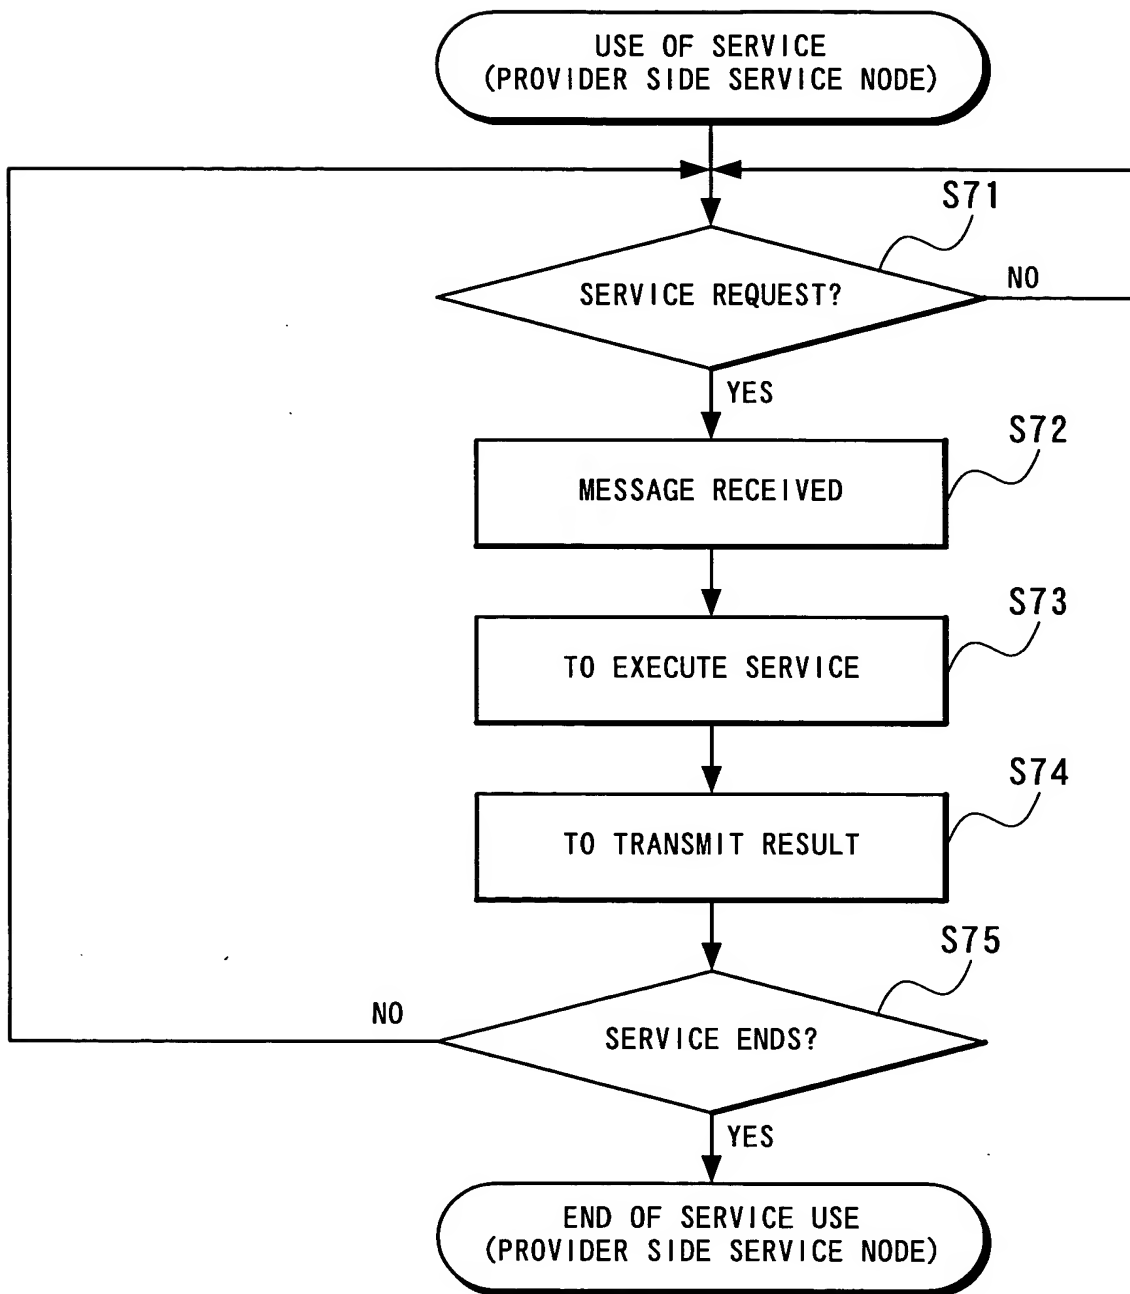 USE OF SERVICE
(PROVIDER SIDE SERVICE NODE)
S71
SERVICE REQUEST?
NO
YES
S72
MESSAGE RECEIVED
S73
TO EXECUTE SERVICE
S74
TO TRANSMIT RESULT
S75
NO
SERVICE ENDS?
YES
END OF SERVICE USE
(PROVIDER SIDE SERVICE NODE)